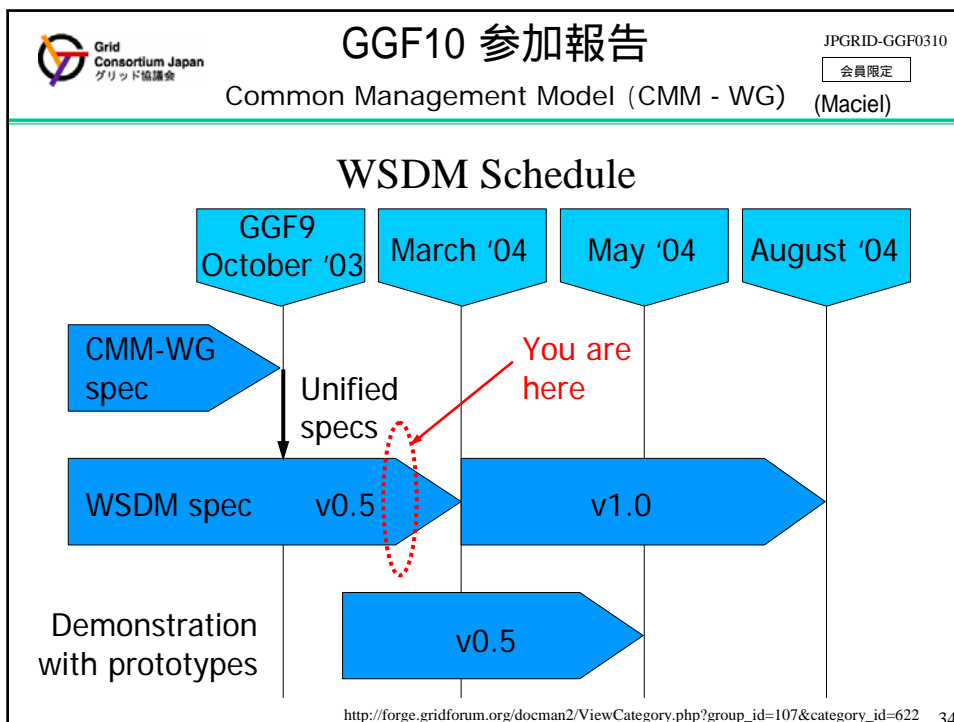 Grid
Consortium Japan
グリッド協議会
GGF10 参加報告
Common Management Model (CMM - WG)
JPGRID-GGF0310
会員限定
(Maciel)
WSDM Schedule
GGF9
October ‘03
March ‘04
May ‘04
August ‘04
CMM-WG
spec
Unified
specs
You are
here
WSDM spec
v0.5
v1.0
Demonstration
with prototypes
v0.5
http://forge.gridforum.org/docman2/ViewCategory.php?group_id=107&category_id=622
34